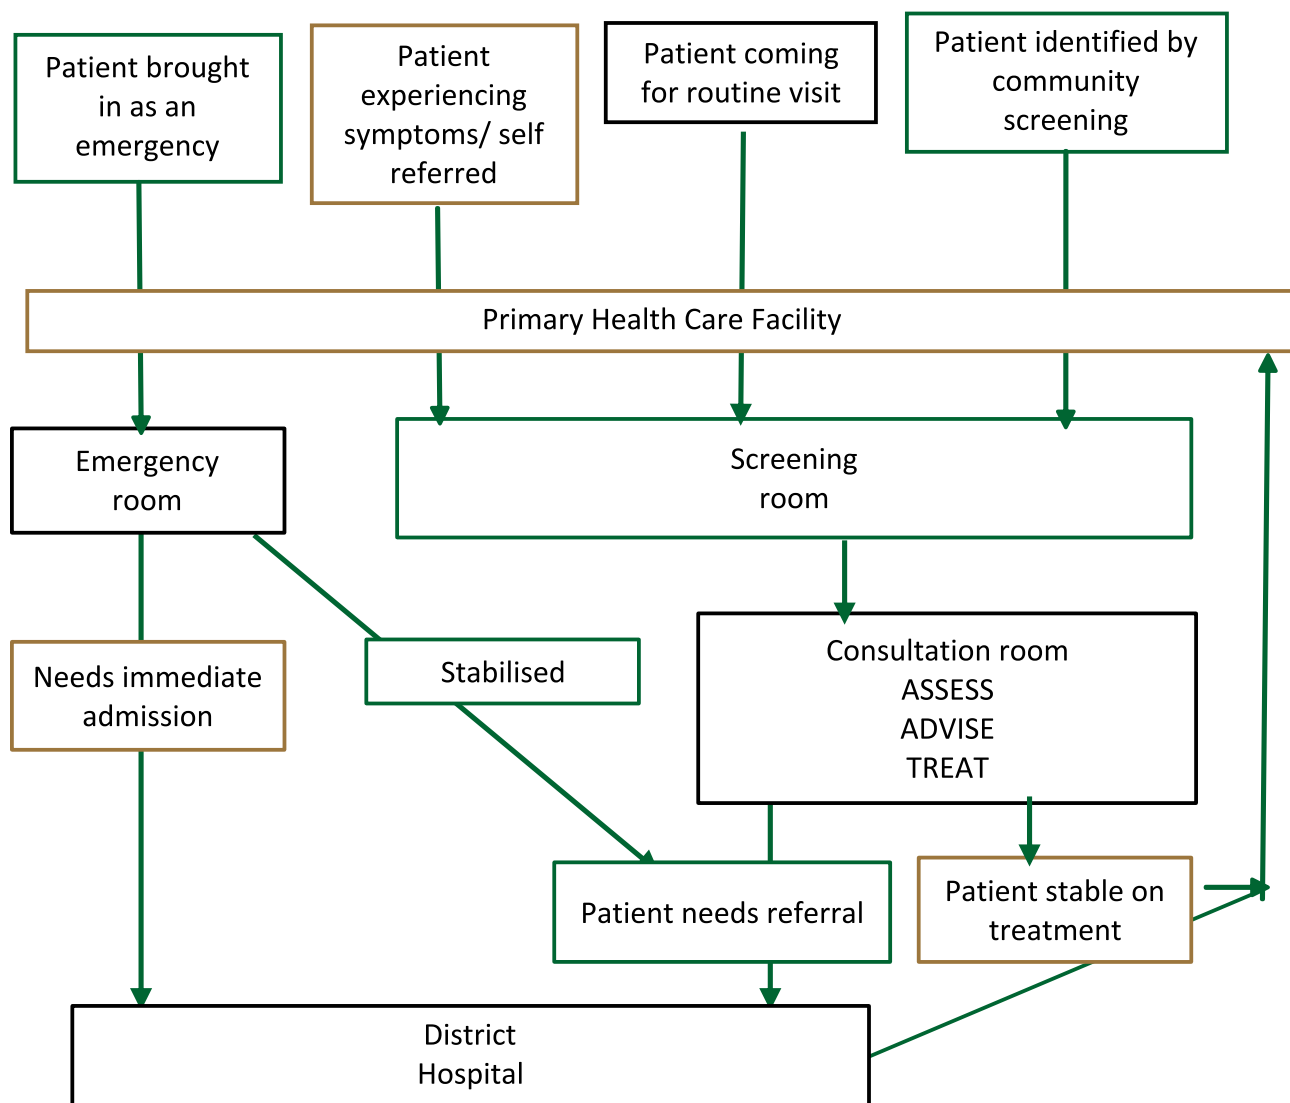 Patient brought
in as an
emergency
Patient
experiencing
symptoms/ self
referred
Patient coming
for routine visit
Patient identified by
community
screening
Primary Health Care Facility
Emergency
room
Screening
room
Needs immediate
admission
Stabilised
Consultation room
ASSESS
ADVISE
TREAT
Patient needs referral
Patient stable on
treatment
District
Hospital